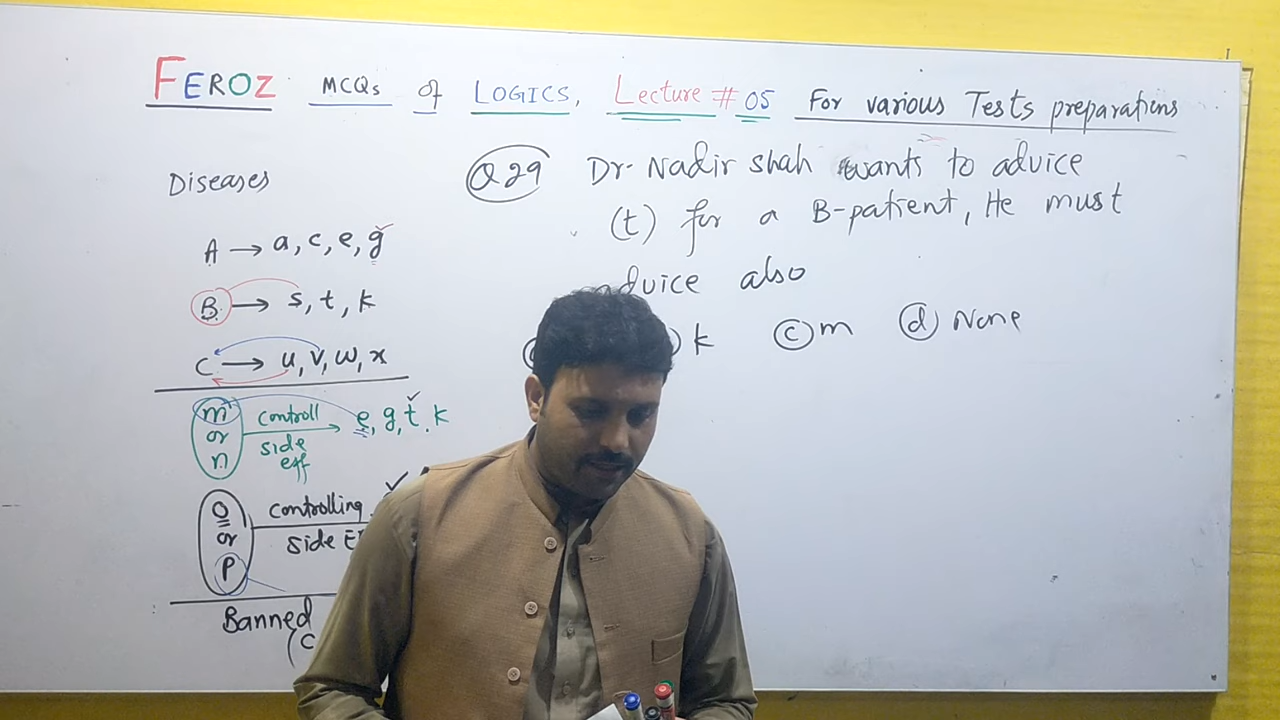 FEROZ MCQs of LOGICS, Lecture # 05 For various Tests preparations
Diseases
A → a, c, e, g
B → s, t, k
C → u, v, w, x
m or n controll side eff → e, g, t, k
O or P controlling side
Banned
(C
Q 29 Dr. Nadir Shah wants to advice
(t) for a B-patient, He must
advice also
k (c) m (d) None